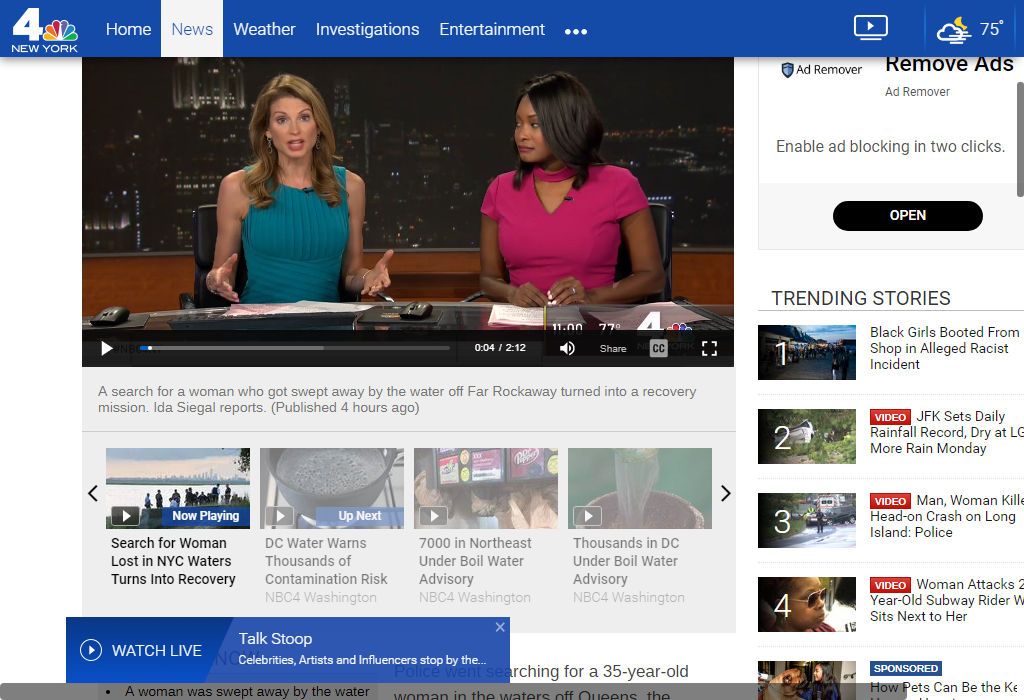 4
NEW YORK
Home
News
Weather
Investigations
Entertainment
75°
Ad Remover
Remove Ads
Ad Remover
Enable ad blocking in two clicks.
OPEN
11:00 77°
4
0:04 / 2:12
Share
CC
A search for a woman who got swept away by the water off Far Rockaway turned into a recovery
mission. Ida Siegal reports. (Published 4 hours ago)
Now Playing
Search for Woman
Lost in NYC Waters
Turns Into Recovery
Up Next
DC Water Warns
Thousands of
Contamination Risk
NBC4 Washington
Dr Pepper
7000 in Northeast
Under Boil Water
Advisory
NBC4 Washington
Thousands in DC
Under Boil Water
Advisory
NBC4 Washington
TRENDING STORIES
1
Black Girls Booted From
Shop in Alleged Racist
Incident
2
VIDEO JFK Sets Daily
Rainfall Record, Dry at LG
More Rain Monday
3
VIDEO Man, Woman Kille
Head-on Crash on Long
Island: Police
4
VIDEO Woman Attacks 2
Year-Old Subway Rider W
Sits Next to Her
SPONSORED
How Pets Can Be the Ke
WATCH LIVE
Talk Stoop
Celebrities, Artists and Influencers stop by the...
NOW
• A woman was swept away by the water
Police went searching for a 35-year-old
woman in the waters off Queens, the